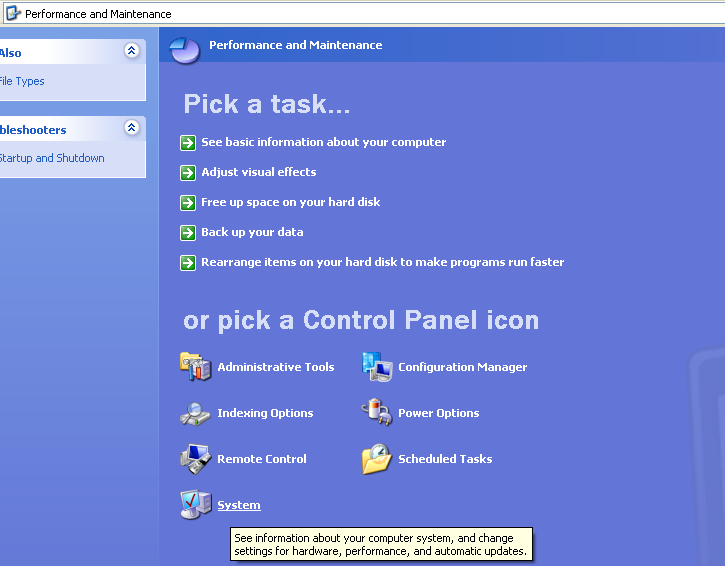 Performance and Maintenance
Also
File Types
bleshooters
Startup and Shutdown
Performance and Maintenance
Pick a task...
See basic information about your computer
Adjust visual effects
Free up space on your hard disk
Back up your data
Rearrange items on your hard disk to make programs run faster
or pick a Control Panel icon
Administrative Tools
Configuration Manager
Indexing Options
Power Options
Remote Control
Scheduled Tasks
System
See information about your computer system, and change
settings for hardware, performance, and automatic updates.